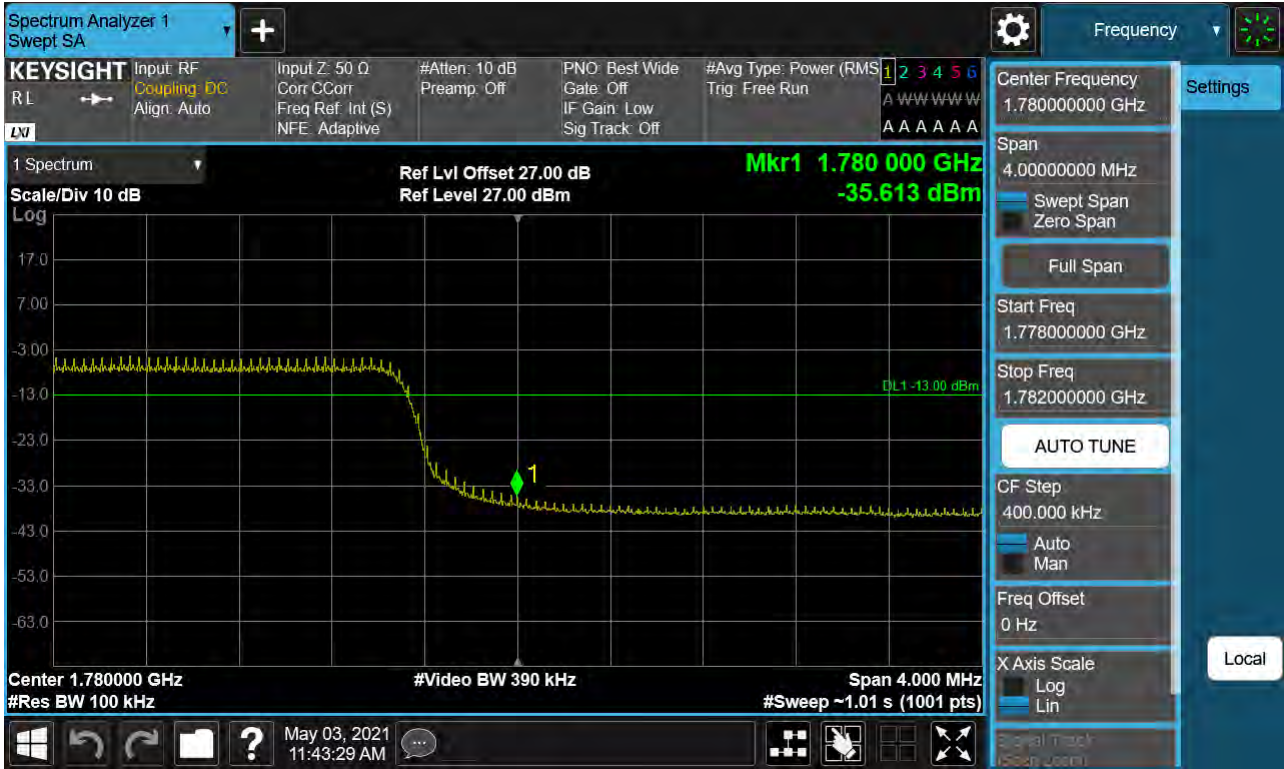 Spectrum Analyzer 1
Swept SA
Frequency
KEYSIGHT
R L
LXI
Input: RF
Coupling: DC
Align: Auto
Input Z: 50 Ω
Corr CCorr
Freq Ref: Int (S)
NFE: Adaptive
#Atten: 10 dB
Preamp: Off
PNO: Best Wide
Gate: Off
IF Gain: Low
Sig Track: Off
#Avg Type: Power (RMS
Trig: Free Run
1 2 3 4 5 6
A W W W W W
A A A A A A
1 Spectrum
Scale/Div 10 dB
Ref Lvl Offset 27.00 dB
Ref Level 27.00 dBm
Mkr1 1.780 000 GHz
-35.613 dBm
Log
17.0
7.00
-3.00
-13.0
-23.0
-33.0
-43.0
-53.0
-63.0
DL1 -13.00 dBm
1
Center 1.780000 GHz
#Res BW 100 kHz
#Video BW 390 kHz
Span 4.000 MHz
#Sweep ~1.01 s (1001 pts)
Center Frequency
1.780000000 GHz
Span
4.00000000 MHz
Swept Span
Zero Span
Full Span
Start Freq
1.778000000 GHz
Stop Freq
1.782000000 GHz
AUTO TUNE
CF Step
400.000 kHz
Auto
Man
Freq Offset
0 Hz
X Axis Scale
Log
Lin
Signal Track
(Span Zoom)
Settings
Local
?
May 03, 2021
11:43:29 AM